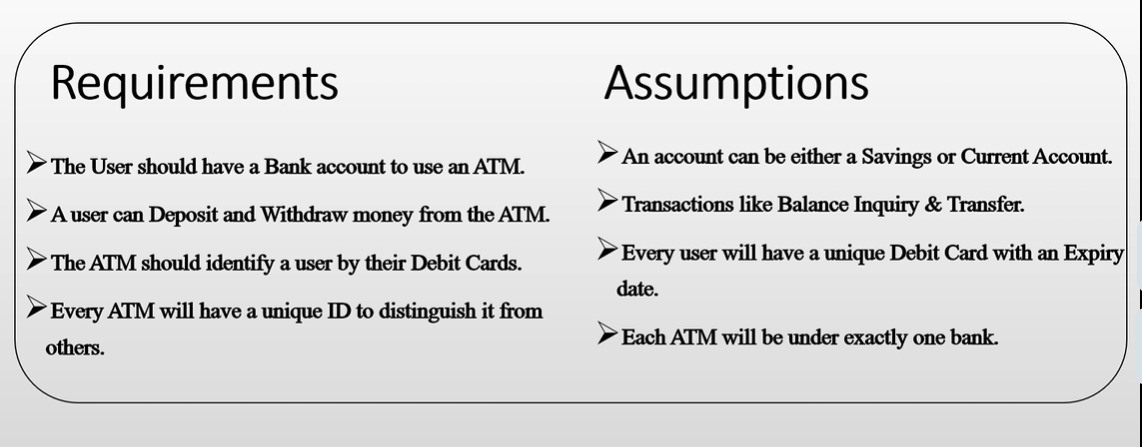 Requirements
The User should have a Bank account to use an ATM.
A user can Deposit and Withdraw money from the ATM.
The ATM should identify a user by their Debit Cards.
Every ATM will have a unique ID to distinguish it from
others.
Assumptions
An account can be either a Savings or Current Account.
Transactions like Balance Inquiry & Transfer.
Every user will have a unique Debit Card with an Expiry
date.
Each ATM will be under exactly one bank.